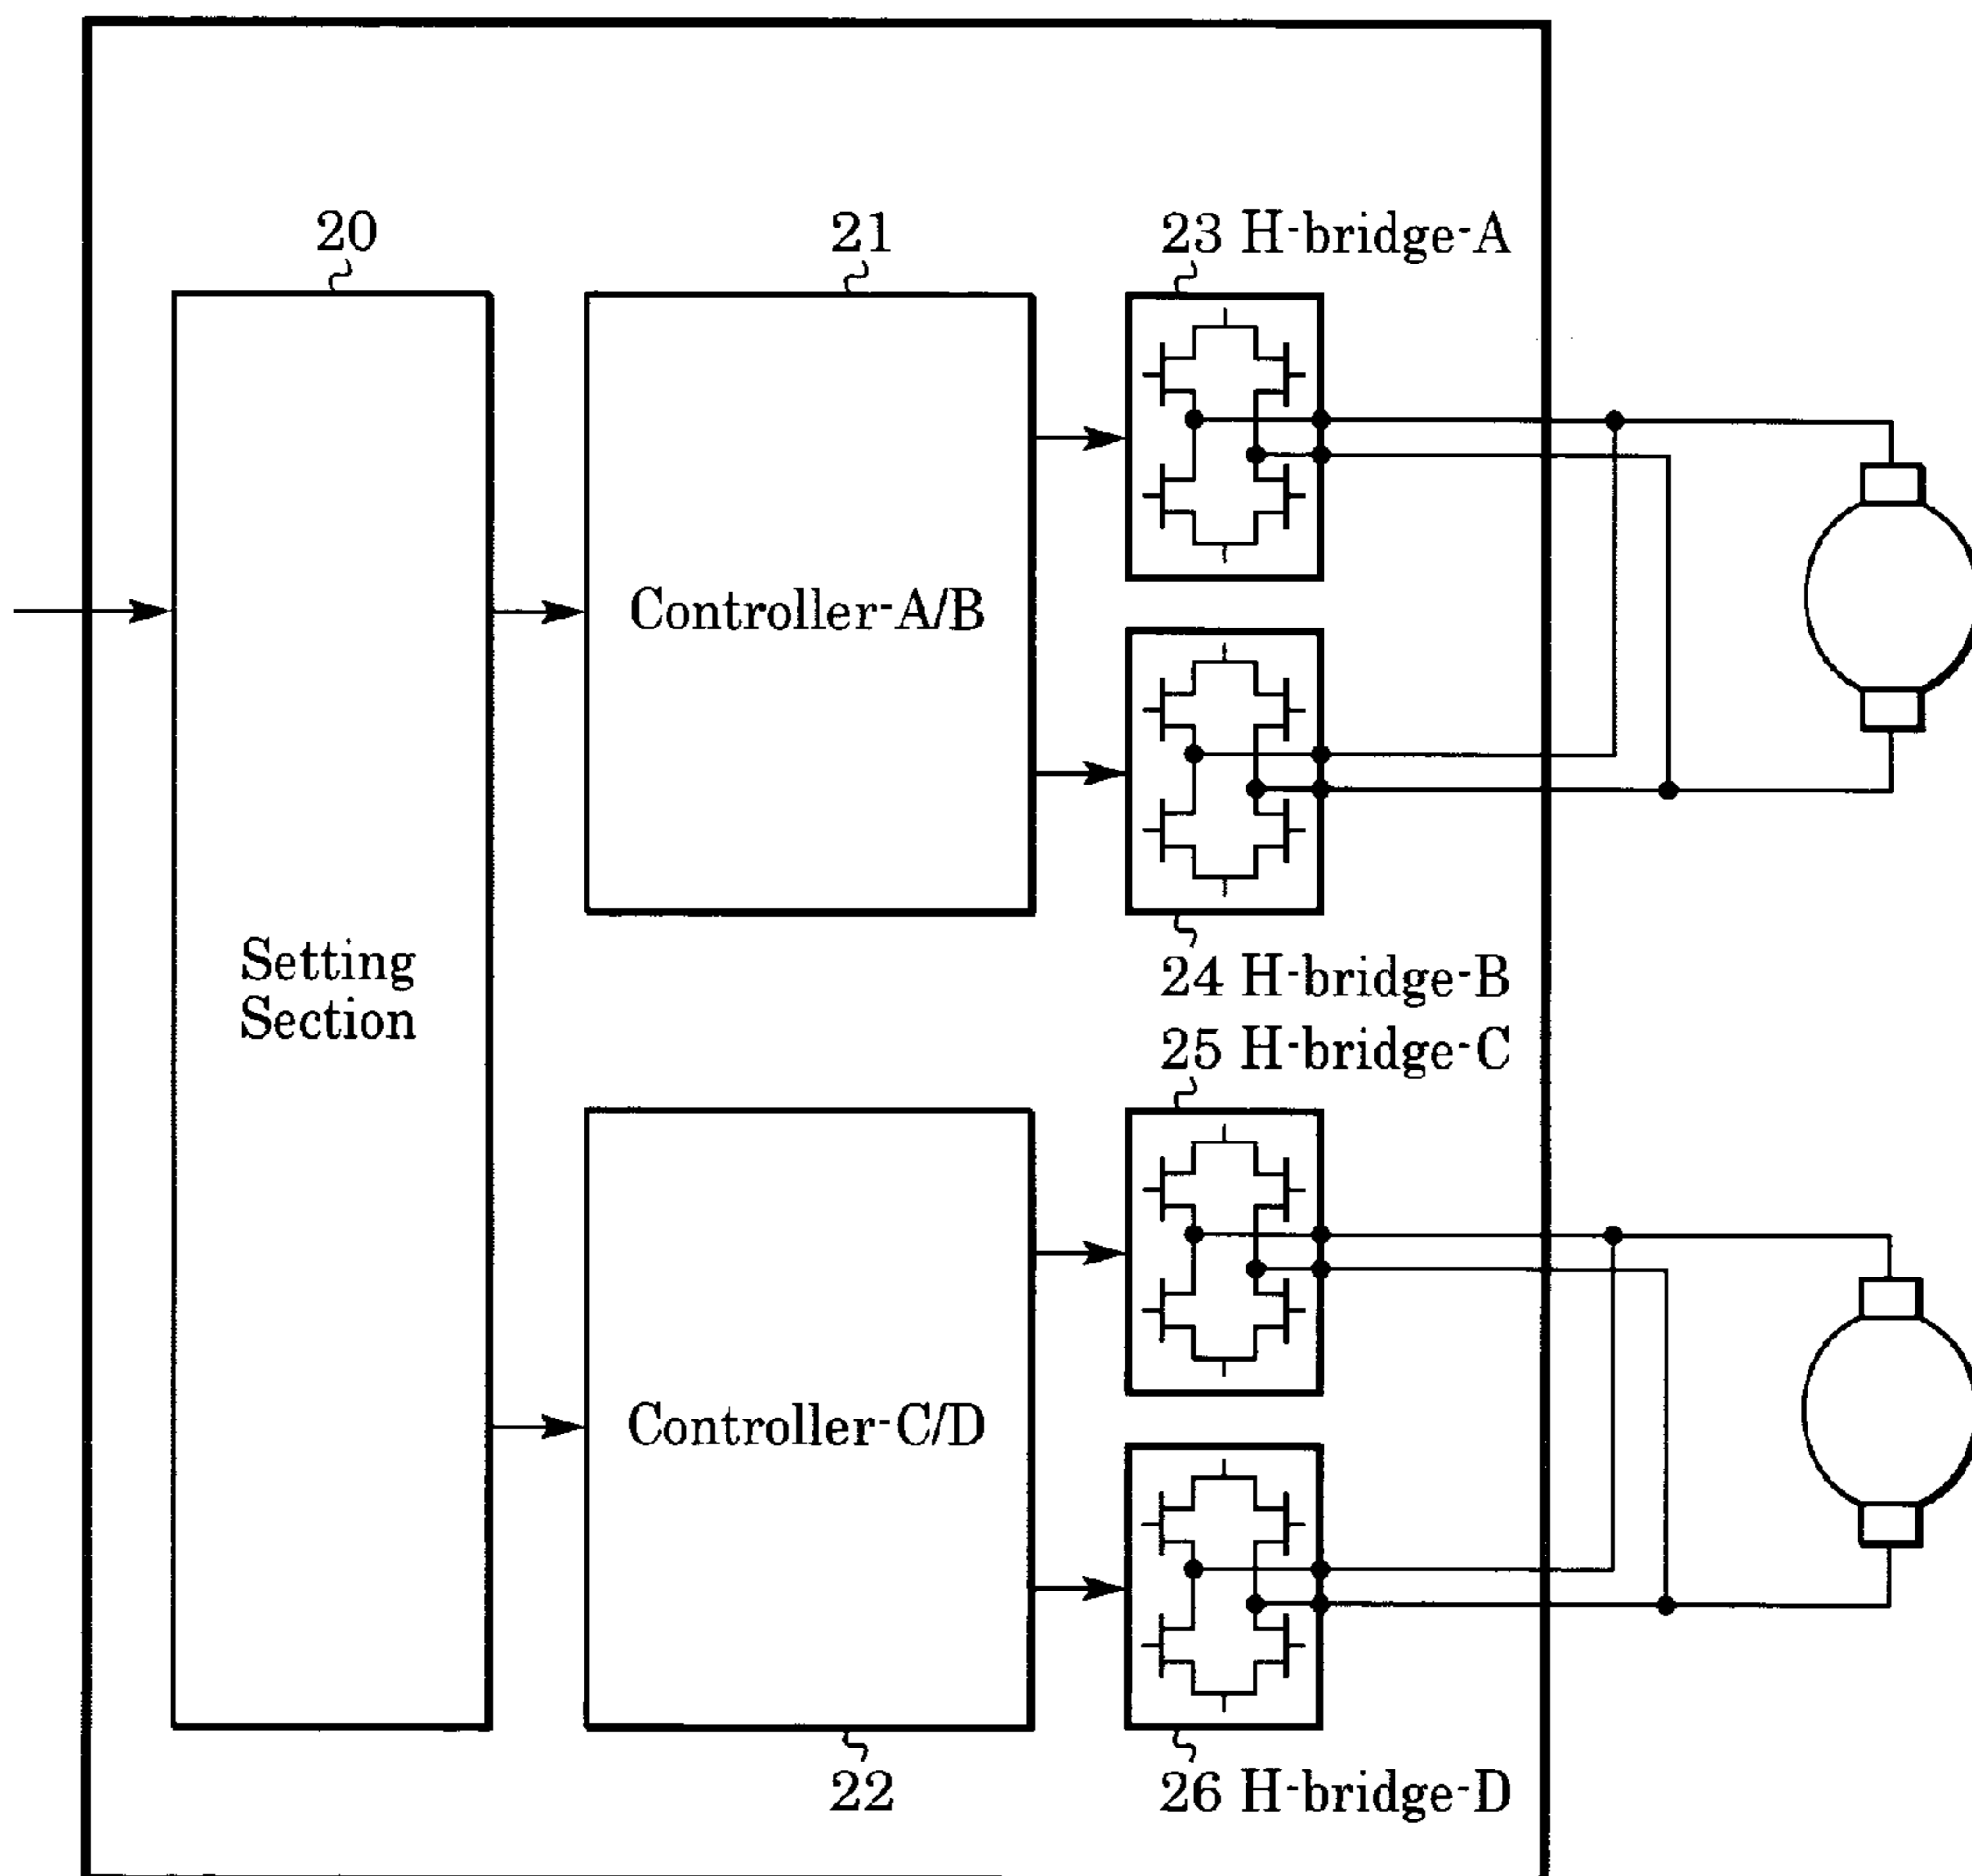 20
21
23 H-bridge-A
Controller-A/B
Setting
Section
24 H-bridge-B
25 H-bridge-C
Controller-C/D
22
26 H-bridge-D